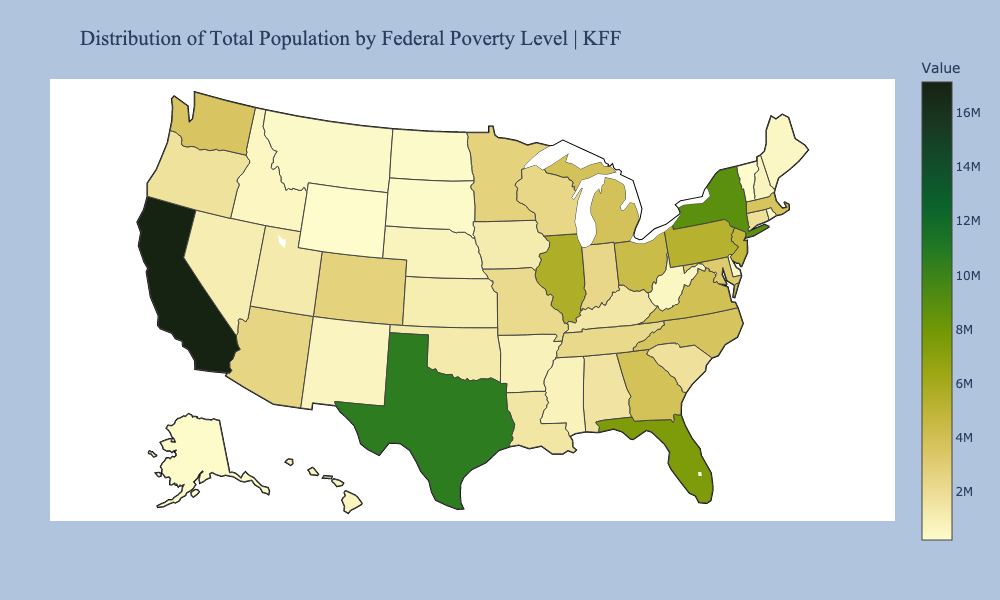 Distribution of Total Population by Federal Poverty Level | KFF
Value
16M
14M
12M
10M
8M
6M
4M
2M